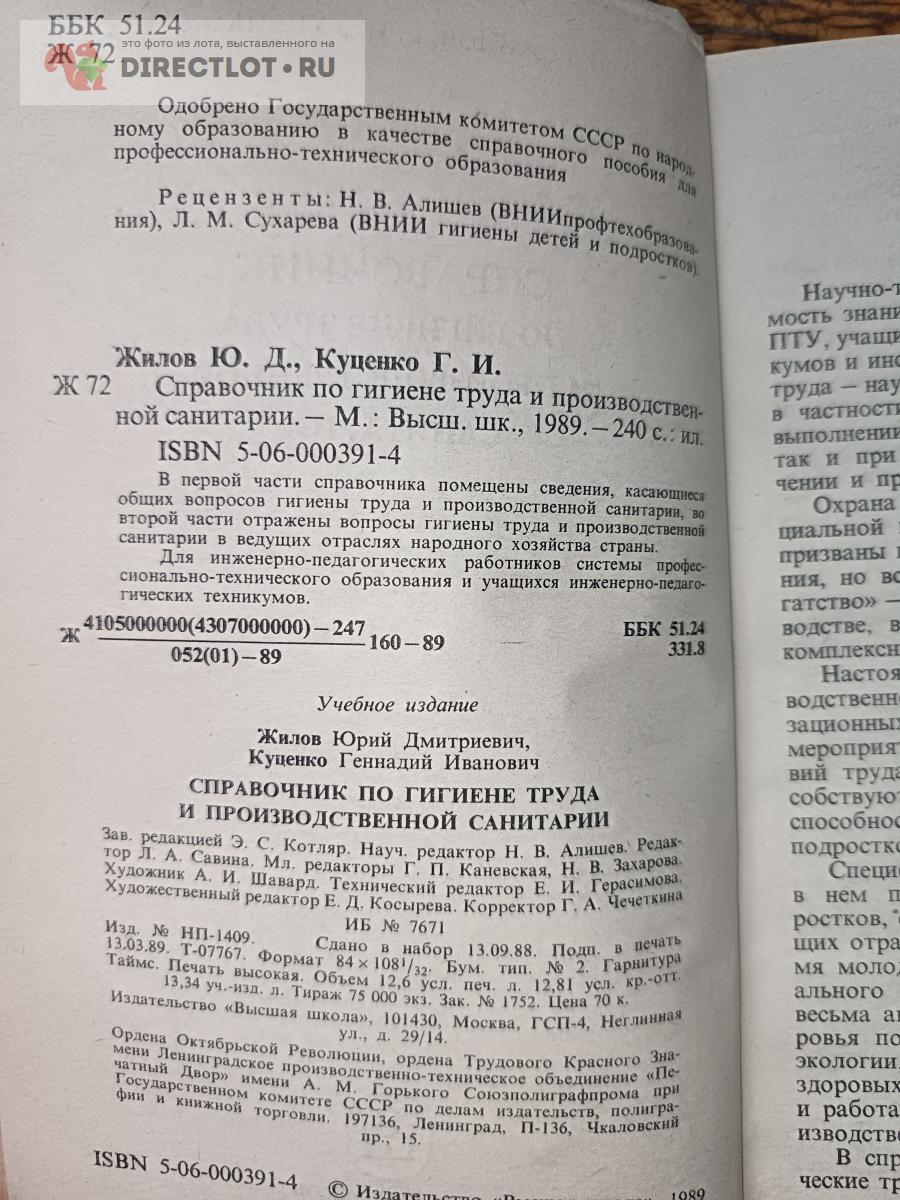 ББК 51.24
Ж 72
это фото из лота, выставленного на
DIRECTLOT.RU
Одобрено Государственным комитетом СССР по народ-
ному образованию в качестве справочного пособия для
профессионально-технического образования
Рецензенты: Н. В. Алишев (ВНИИпрофтехобразова-
ния), Л. М. Сухарева (ВНИИ гигиены детей и подростков).
Жилов Ю. Д., Куценко Г. И.
Ж 72 Справочник по гигиене труда и производствен-
ной санитарии. — М.: Высш. шк., 1989. — 240 с.: ил.
ISBN 5-06-000391-4
В первой части справочника помещены сведения, касающиеся
общих вопросов гигиены труда и производственной санитарии, во
второй части отражены вопросы гигиены труда и производственной
санитарии в ведущих отраслях народного хозяйства страны.
Для инженерно-педагогических работников системы профес-
сионально-технического образования и учащихся инженерно-педаго-
гических техникумов.
Ж 4105000000(4307000000) — 247
052(01) — 89
160 — 89
ББК 51.24
331.8
Учебное издание
Жилов Юрий Дмитриевич,
Куценко Геннадий Иванович
СПРАВОЧНИК ПО ГИГИЕНЕ ТРУДА
И ПРОИЗВОДСТВЕННОЙ САНИТАРИИ
Зав. редакцией Э. С. Котляр. Науч. редактор Н. В. Алишев. Редак-
тор Л. А. Савина. Мл. редакторы Г. П. Каневская, Н. В. Захарова.
Художник А. И. Шавард. Технический редактор Е. И. Герасимова.
Художественный редактор Е. Д. Косырева. Корректор Г. А. Чечеткина
ИБ № 7671
Изд. № НП-1409. Сдано в набор 13.09.88. Подп. в печать
13.03.89. Т-07767. Формат 84 × 108 1/32. Бум. тип. № 2. Гарнитура
Таймс. Печать высокая. Объем 12,6 усл. печ. л. 12,81 усл. кр.-отт.
13,34 уч.-изд. л. Тираж 75 000 экз. Зак. № 1752. Цена 70 к.
Издательство «Высшая школа», 101430, Москва, ГСП-4, Неглинная
ул., д. 29/14.
Ордена Октябрьской Революции, ордена Трудового Красного Зна-
мени Ленинградское производственно-техническое объединение «Пе-
чатный Двор» имени А. М. Горького Союзполиграфпрома при
Государственном комитете СССР по делам издательств, полигра-
фии и книжной торговли. 197136, Ленинград, П-136, Чкаловский
пр., 15.
ISBN 5-06-000391-4
© Издательство 1989
Научно-т
мость знани
ПТУ, учащи
кумов и инс
труда — нау
в частности
выполнении
так и при
чении и пр
Охрана
циальной
призваны
ния, но вс
гатство» —
водстве, в
комплексн
Настоя
водственно
зационных
мероприят
вий труда
собствуют
способнос
подростко
Специ
в нем п
ростков,
щих отра
мя молод
ального
весьма ак
ровья по
экологии.
здоровых
и работа
изводстве
В спр
ческие тр